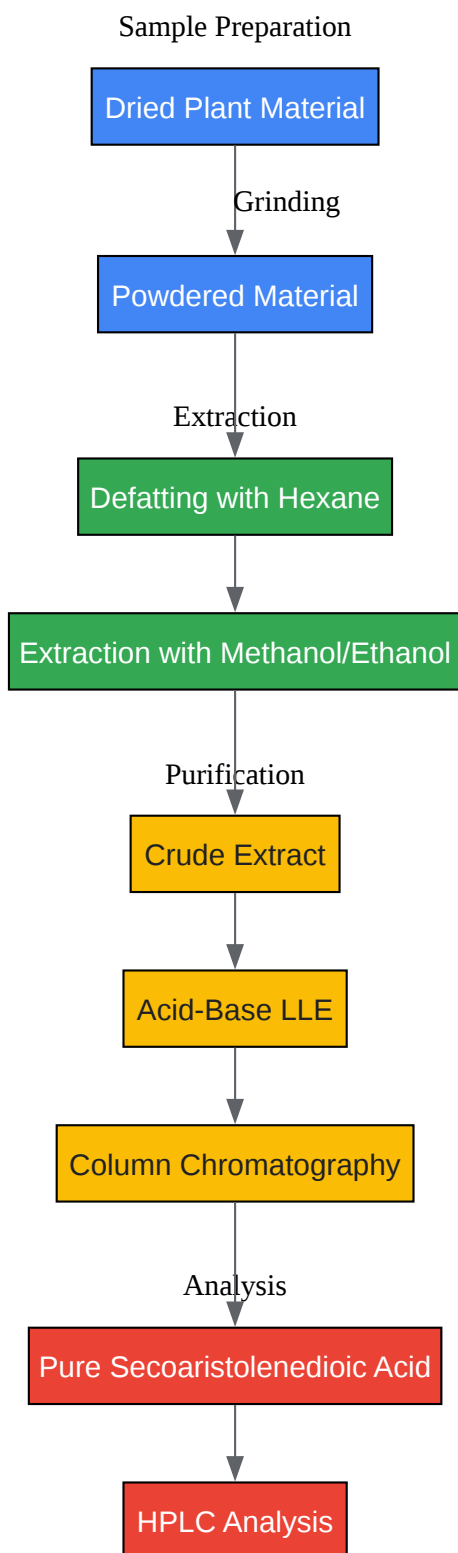 Sample Preparation
Dried Plant Material
Grinding
Powdered Material
Extraction
Defatting with Hexane
Extraction with Methanol/Ethanol
Purification
Crude Extract
Acid-Base LLE
Column Chromatography
Analysis
Pure Secoaristolenedioic Acid
HPLC Analysis